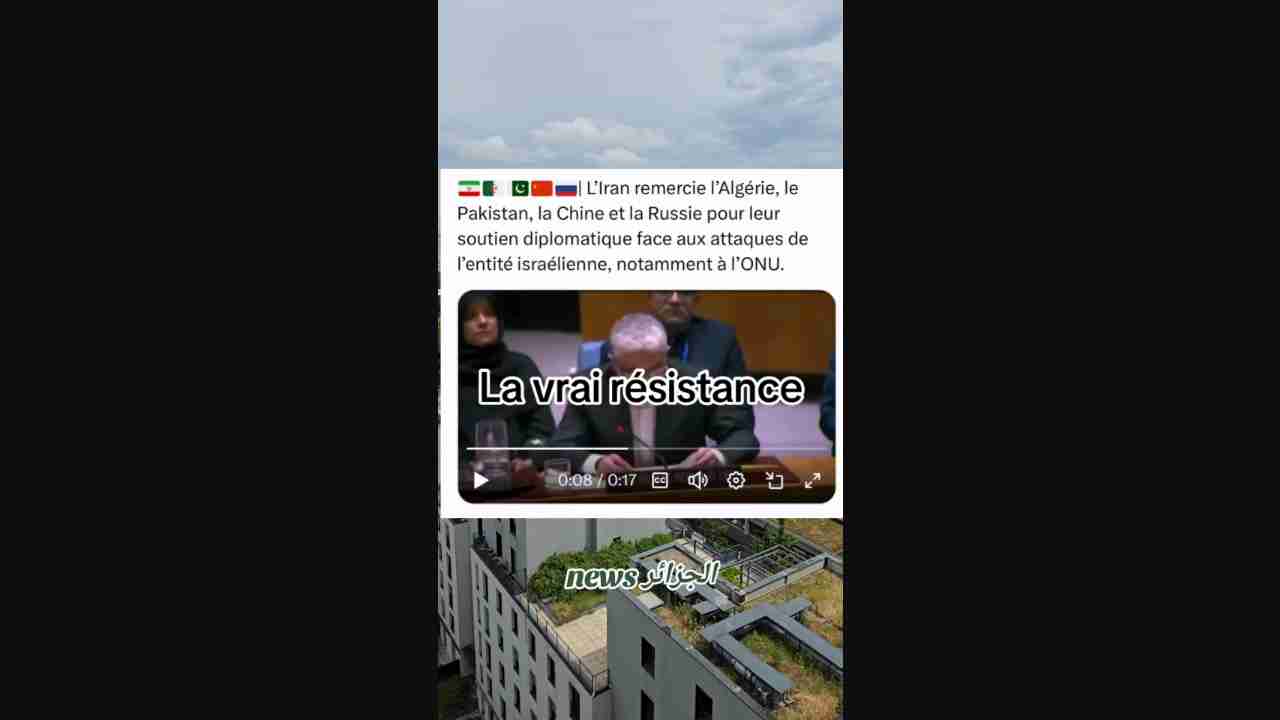 🇮🇷🇩🇿🇵🇰🇨🇳🇷🇺| L’Iran remercie l’Algérie, le
Pakistan, la Chine et la Russie pour leur
soutien diplomatique face aux attaques de
l’entité israélienne, notamment à l’ONU.
La vrai résistance
0:08 / 0:17 CC
news الجزائر